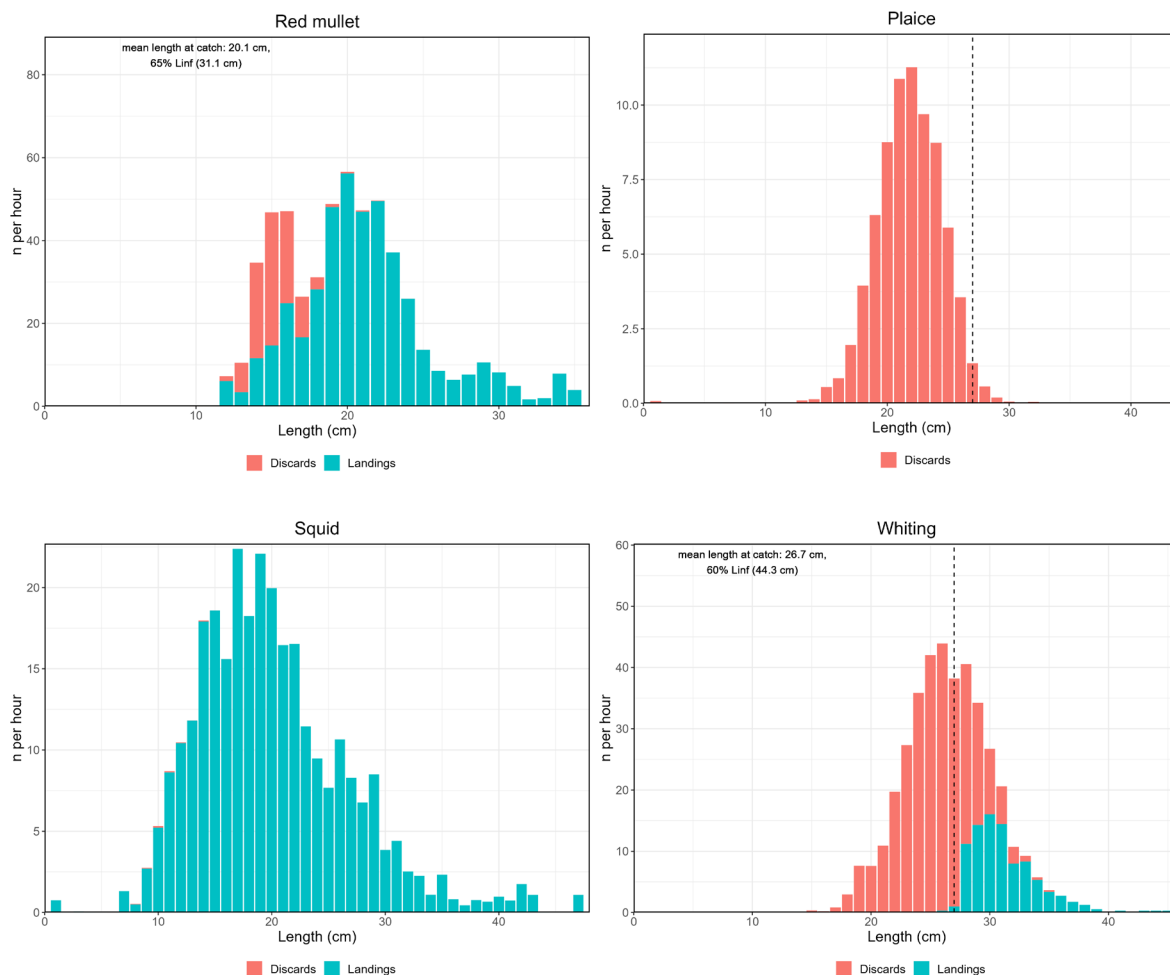 Red mullet
mean length at catch: 20.1 cm,
65% Linf (31.1 cm)
n per hour
80
60
40
20
0
0
10
20
30
Length (cm)
Discards Landings
Plaice
n per hour
10.0
7.5
5.0
2.5
0.0
0
10
20
30
40
Length (cm)
Discards
Squid
n per hour
20
15
10
5
0
0
10
20
30
40
Length (cm)
Discards Landings
Whiting
mean length at catch: 26.7 cm,
60% Linf (44.3 cm)
n per hour
60
50
40
30
20
10
0
0
10
20
30
40
Length (cm)
Discards Landings